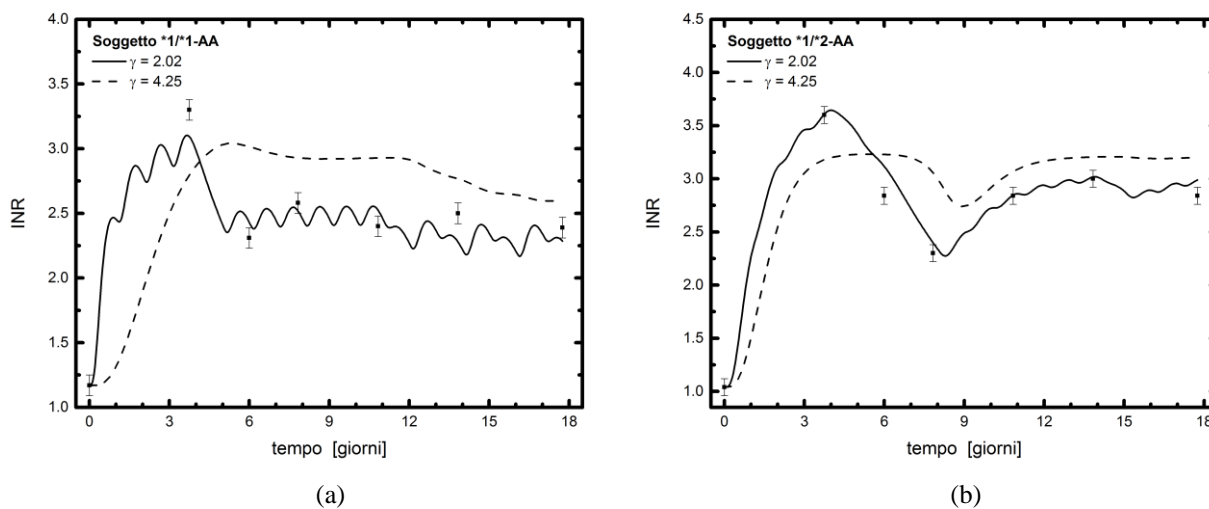 4.0
Soggetto *1/*1-AA
γ = 2.02
γ = 4.25
3.5
3.0
INR
2.5
2.0
1.5
1.0
0 3 6 9 12 15 18
tempo [giorni]
(a)
4.5
Soggetto *1/*2-AA
γ = 2.02
γ = 4.25
4.0
3.5
3.0
INR
2.5
2.0
1.5
1.0
0 3 6 9 12 15 18
tempo [giorni]
(b)